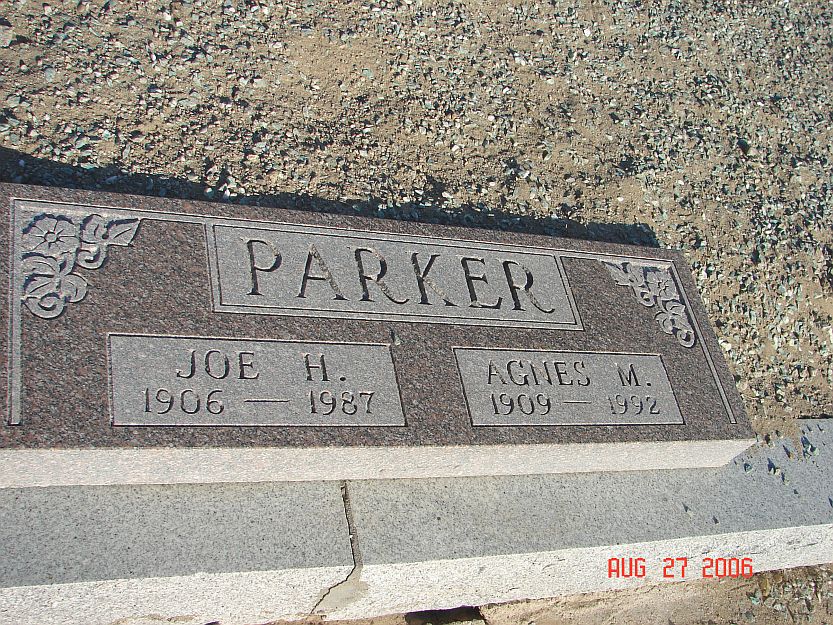 PARKER
JOE H.
1906 — 1987
AGNES M.
1909 — 1992
AUG 27 2006